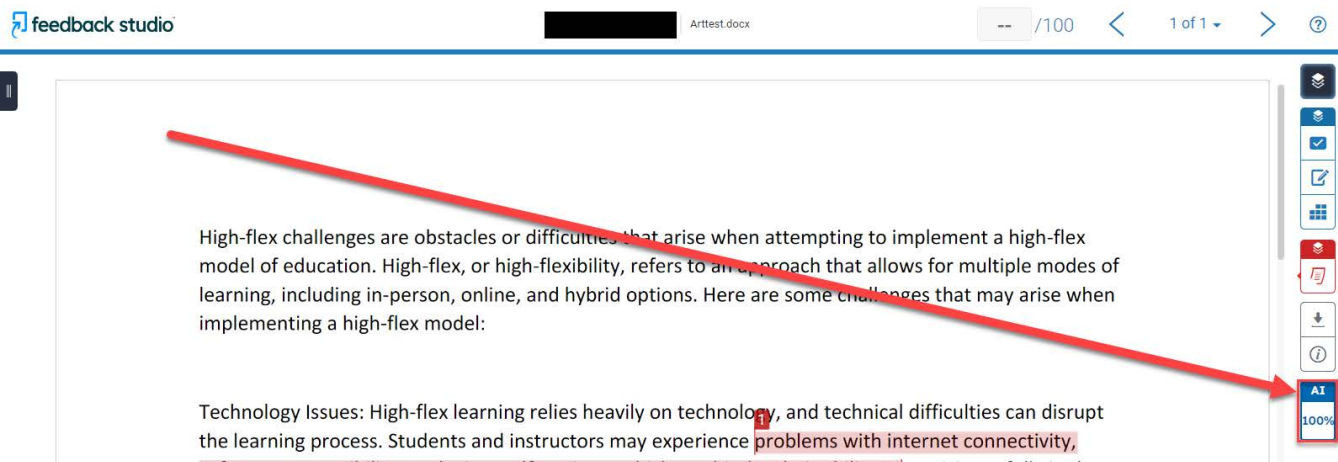 feedback studio
Arttest.docx
-- /100
1 of 1
High-flex challenges are obstacles or difficulties that arise when attempting to implement a high-flex
model of education. High-flex, or high-flexibility, refers to an approach that allows for multiple modes of
learning, including in-person, online, and hybrid options. Here are some challenges that may arise when
implementing a high-flex model:
AI
100%
Technology Issues: High-flex learning relies heavily on technology, and technical difficulties can disrupt
1
the learning process. Students and instructors may experience problems with internet connectivity,